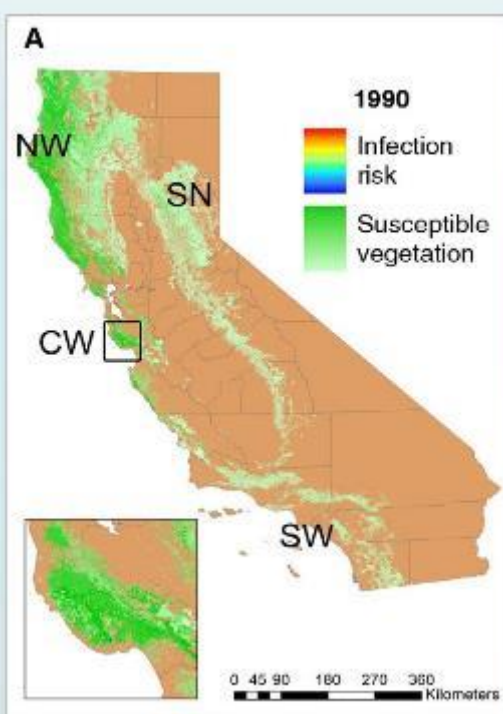 A
1990
Infection
risk
Susceptible
vegetation
NW
SN
CW
SW
0 45 90 180 270 360
Kilometers